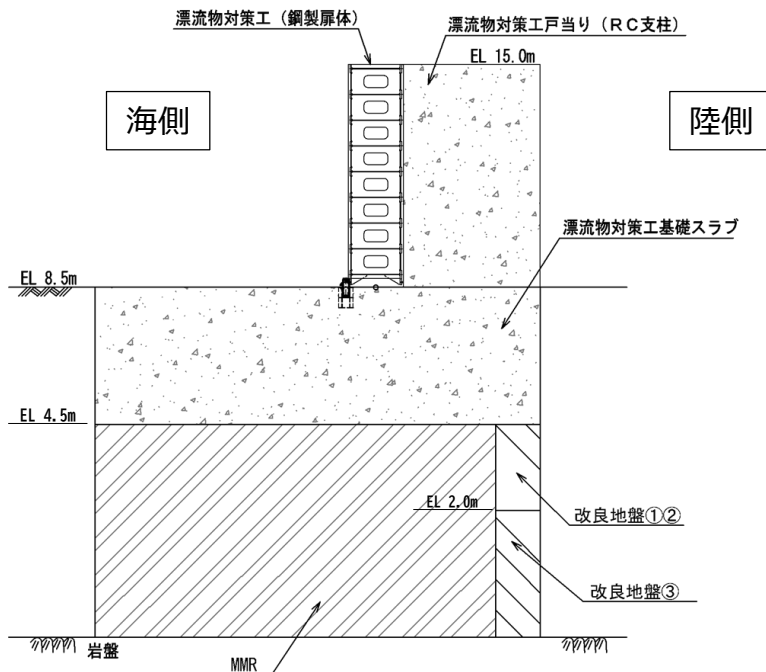 漂流物対策工（鋼製扉体）
漂流物対策工戸当り（ＲＣ支柱）
EL 15.0m
海側
陸側
漂流物対策工基礎スラブ
EL 8.5m
EL 4.5m
EL 2.0m
改良地盤①②
改良地盤③
岩盤
MMR